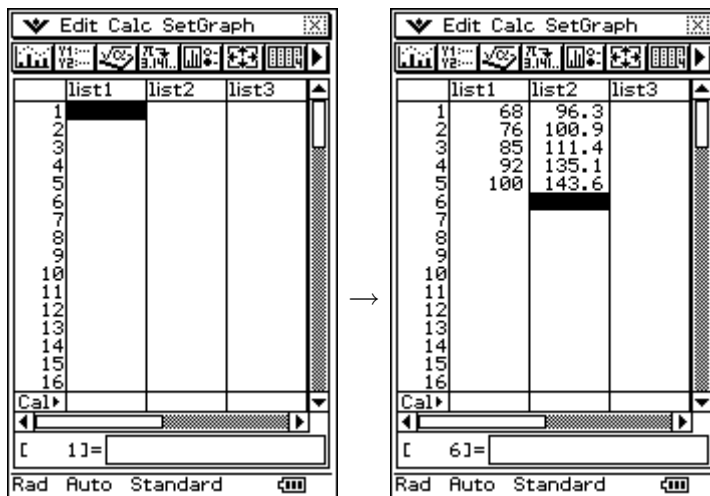 Edit Calc SetGraph
list1 list2 list3
1
2
3
4
5
6
7
8
9
10
11
12
13
14
15
16
Cal
[ 1]=
Rad Auto Standard
→
Edit Calc SetGraph
list1 list2 list3
1 68 96.3
2 76 100.9
3 85 111.4
4 92 135.1
5 100 143.6
6
7
8
9
10
11
12
13
14
15
16
Cal
[ 6]=
Rad Auto Standard